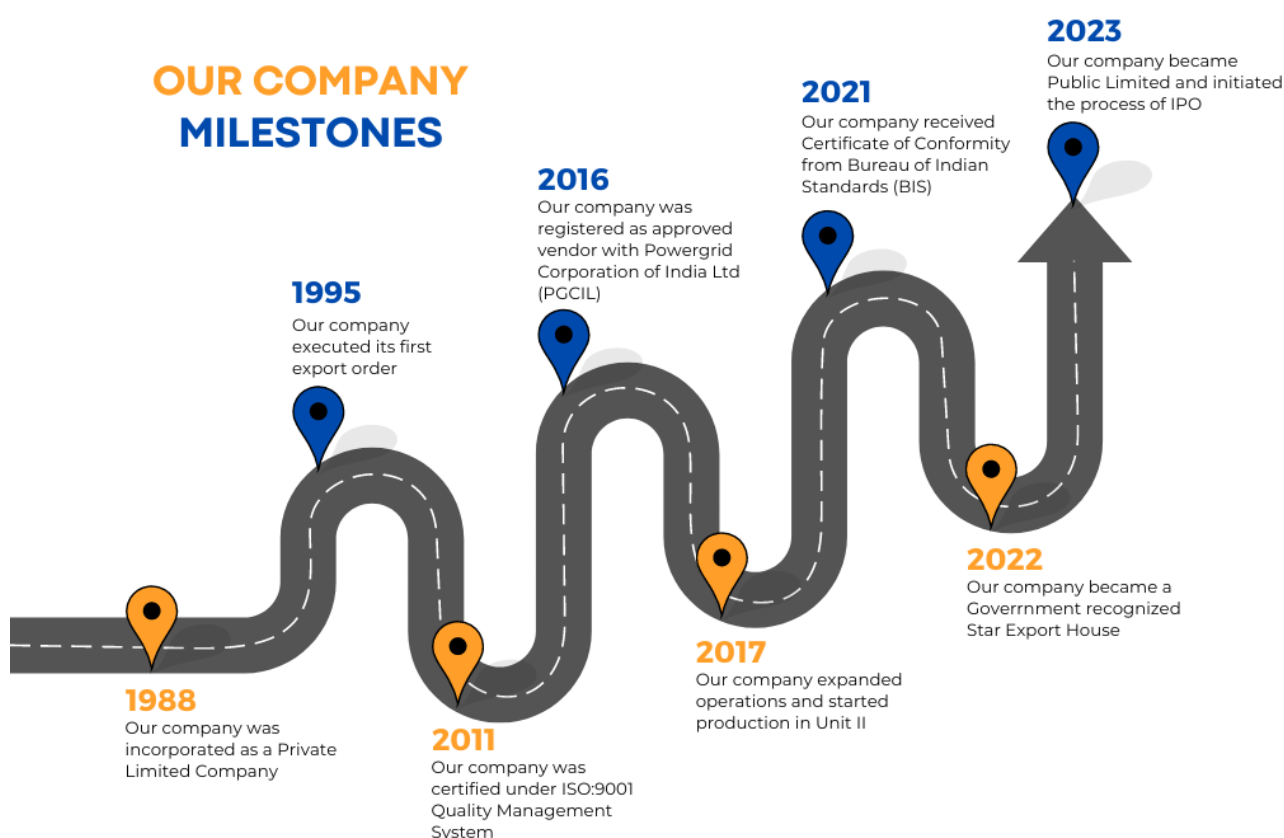 OUR COMPANY
MILESTONES
1988
Our company was
incorporated as a Private
Limited Company
1995
Our company
executed its first
export order
2011
Our company was
certified under ISO:9001
Quality Management
System
2016
Our company was
registered as approved
vendor with Powergrid
Corporation of India Ltd
(PGCIL)
2017
Our company expanded
operations and started
production in Unit II
2021
Our company received
Certificate of Conformity
from Bureau of Indian
Standards (BIS)
2022
Our company became a
Goverrnment recognized
Star Export House
2023
Our company became
Public Limited and initiated
the process of IPO